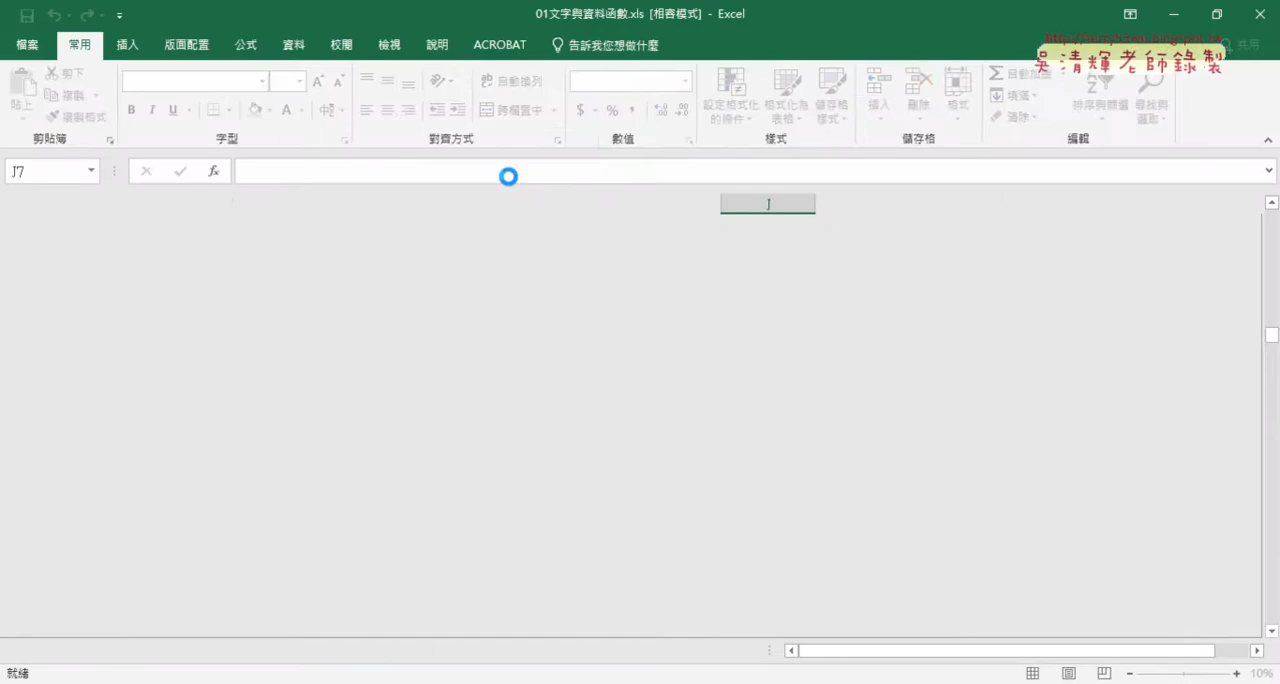 01文字與資料函數.xls [相容模式] - Excel
檔案 常用 插入 版面配置 公式 資料 校閱 檢視 說明 ACROBAT 告訴我您想做什麼 共用
http://terry55wu.blogspot.tw
吳清輝老師錄製
貼上 剪下 複製 複製格式
B I U A
自動換列
跨欄置中
$ % ,
設定格式化的條件 格式化為表格 儲存格樣式
插入 刪除 格式
自動加總 填滿 清除 排序與篩選 尋找與選取
剪貼簿 字型 對齊方式 數值 樣式 儲存格 編輯
J7 fx
J
就緒 10%